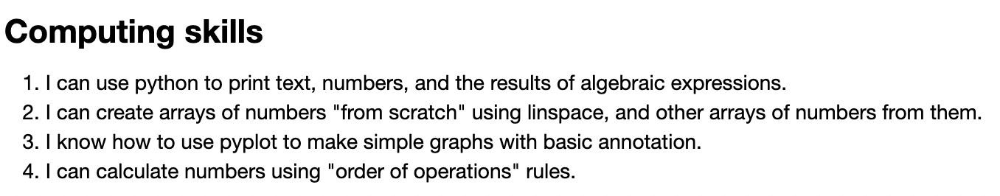 Computing skills
1. I can use python to print text, numbers, and the results of algebraic expressions.
2. I can create arrays of numbers "from scratch" using linspace, and other arrays of numbers from them.
3. I know how to use pyplot to make simple graphs with basic annotation.
4. I can calculate numbers using "order of operations" rules.